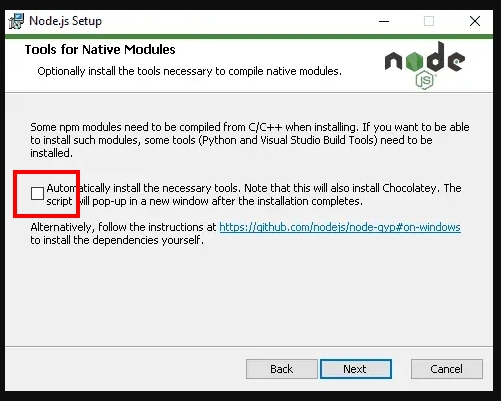 Node.js Setup
Tools for Native Modules
Optionally install the tools necessary to compile native modules.
node
JS
Some npm modules need to be compiled from C/C++ when installing. If you want to be able
to install such modules, some tools (Python and Visual Studio Build Tools) need to be
installed.
Automatically install the necessary tools. Note that this will also install Chocolatey. The
script will pop-up in a new window after the installation completes.
Alternatively, follow the instructions at https://github.com/nodejs/node-gyp#on-windows
to install the dependencies yourself.
Back
Next
Cancel